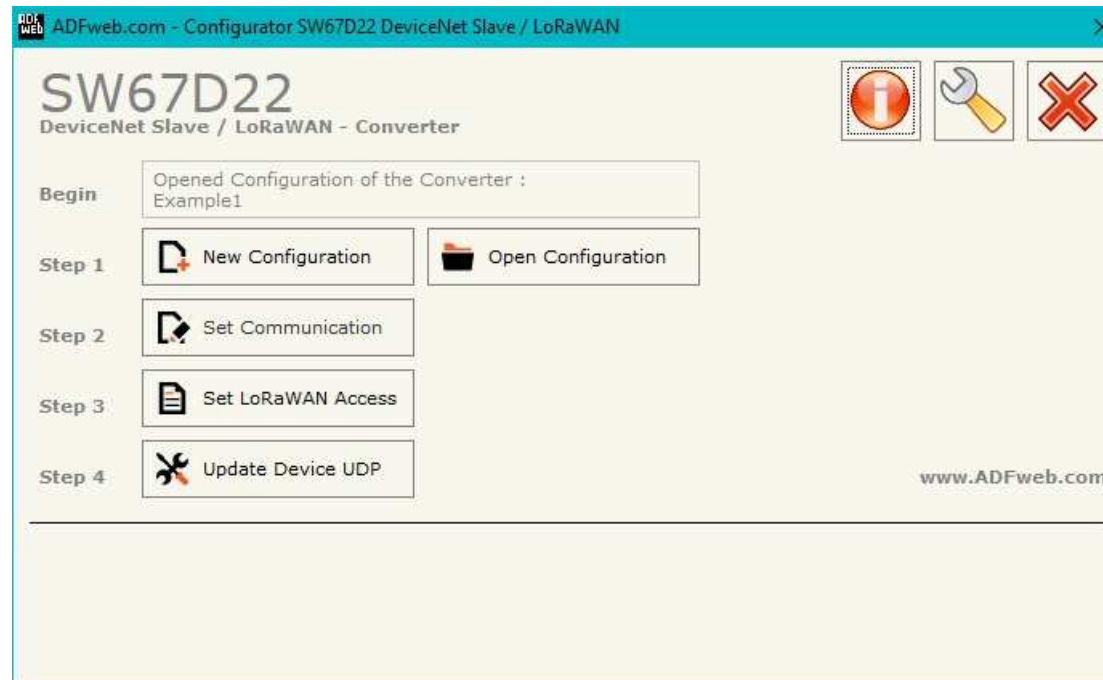 ADF
web ADFweb.com - Configurator SW67D22 DeviceNet Slave / LoRaWAN
SW67D22
DeviceNet Slave / LoRaWAN - Converter
Begin
Opened Configuration of the Converter :
Example1
Step 1 New Configuration Open Configuration
Step 2 Set Communication
Step 3 Set LoRaWAN Access
Step 4 Update Device UDP
www.ADFweb.com